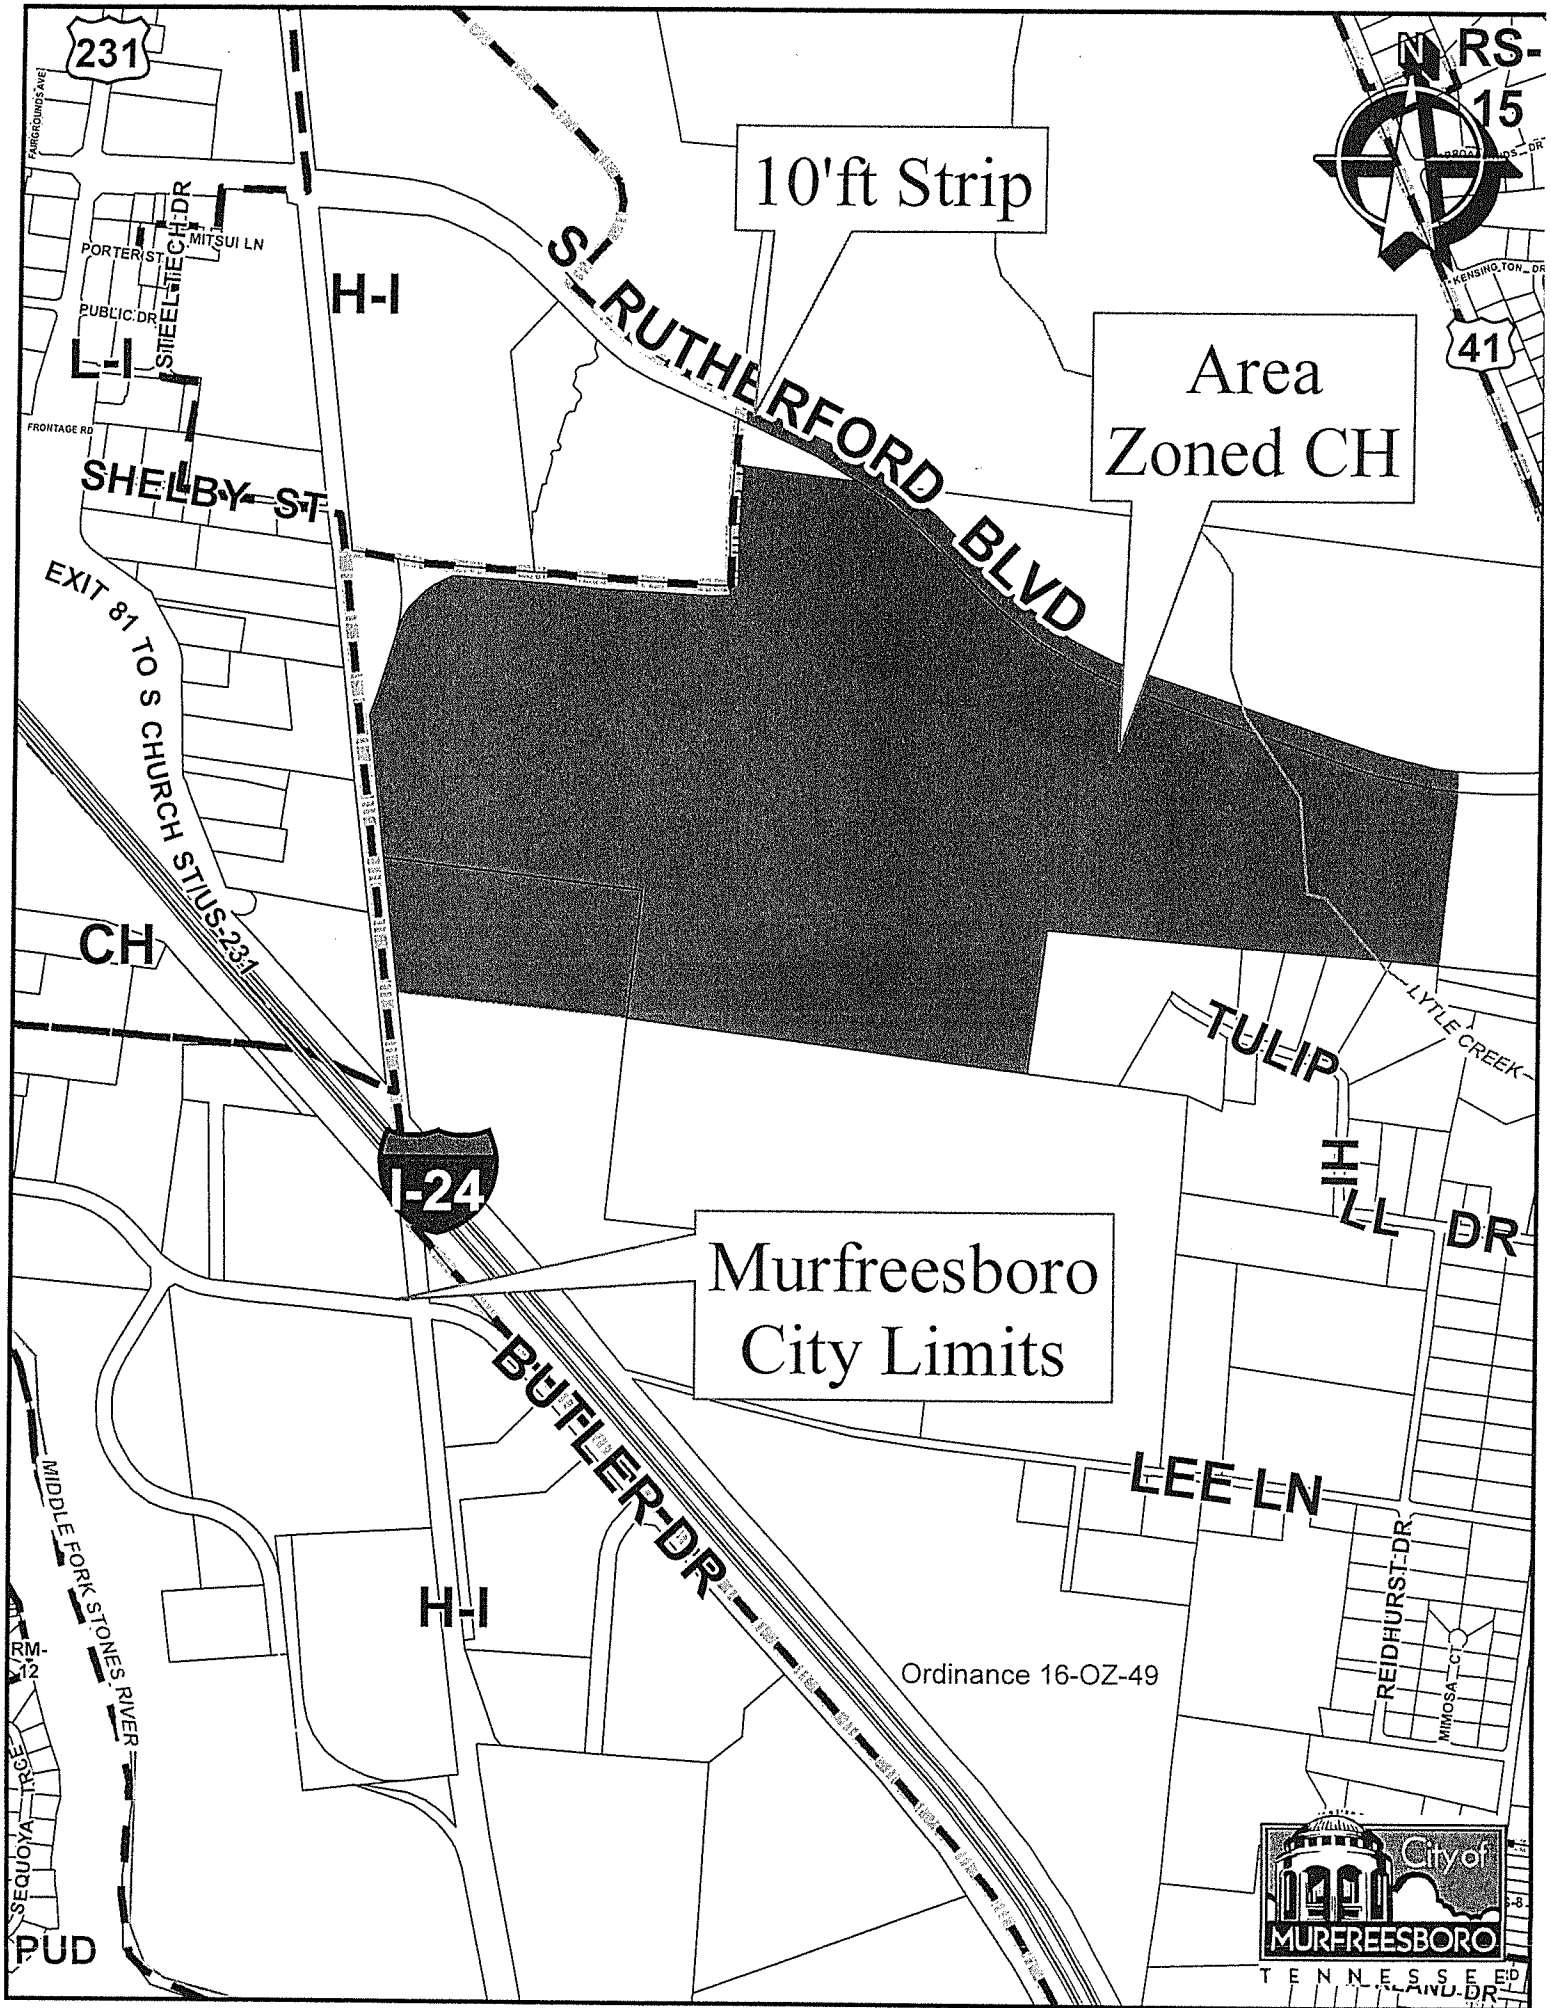 231
N
RS-
15
FAIRGROUNDS AVE
10'ft Strip
STEELTECH DR
MITSUI LN
PORTER ST
S RUTHERFORD BLVD
KENSINGTON DR
H-I
PUBLIC DR
Area
Zoned CH
41
L-I
FRONTAGE RD
SHELBY ST
EXIT 81 TO S CHURCH ST/US-231
CH
LYTLE CREEK
TULIP HILL DR
I-24
Murfreesboro
City Limits
BUTLER DR
LEE LN
MIDDLE FORK STONES RIVER
REIDHURST DR
H-I
RM-
12
MIMOSA CT
Ordinance 16-OZ-49
SEQUOYA TRCE
PUD
City of
MURFREESBORO
TENNESSEE